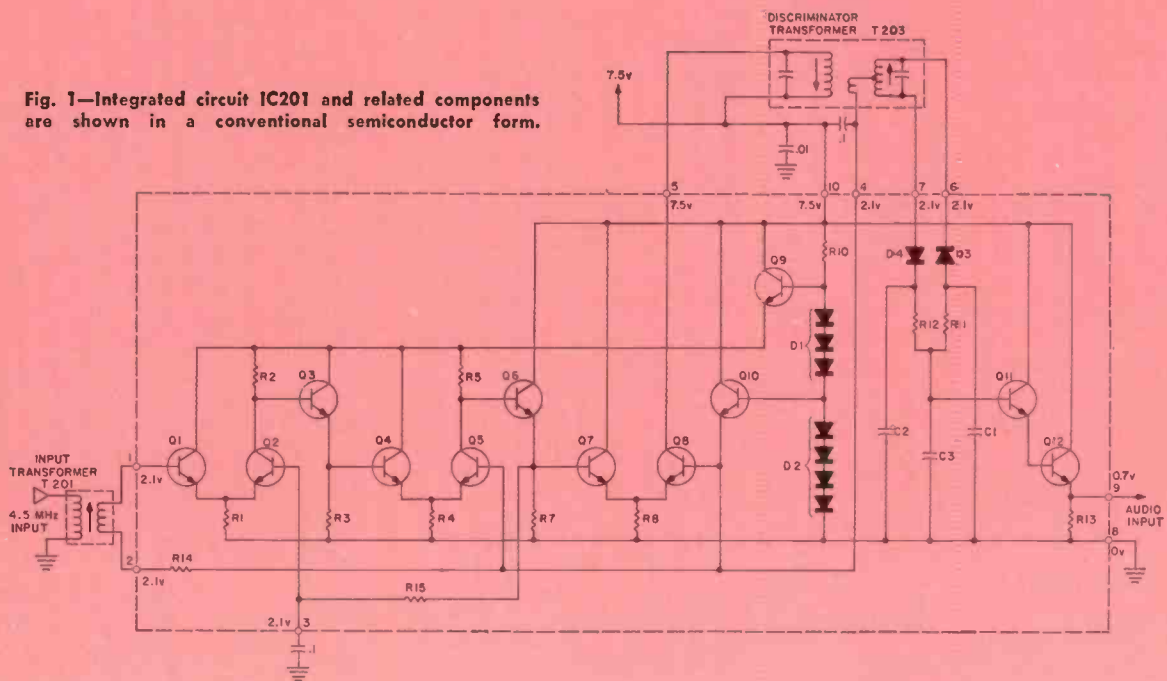 Fig. 1—Integrated circuit IC201 and related components
are shown in a conventional semiconductor form.
DISCRIMINATOR
TRANSFORMER T203
7.5v
.1
.01
5
7.5v
10
7.5v
4
2.1v
7
2.1v
6
2.1v
R10
D4
D3
Q9
R12
R11
D1
R2
Q3
R5
Q6
Q10
Q11
Q1
Q2
Q4
Q5
Q7
Q8
D2
C2
C3
C1
Q12
INPUT
TRANSFORMER
T201
4.5 MHz
INPUT
1
2.1v
R1
R3
R4
R7
R8
R13
0.7v
9
AUDIO
INPUT
8
0v
2
2.1v
R14
R15
2.1v
3
.1